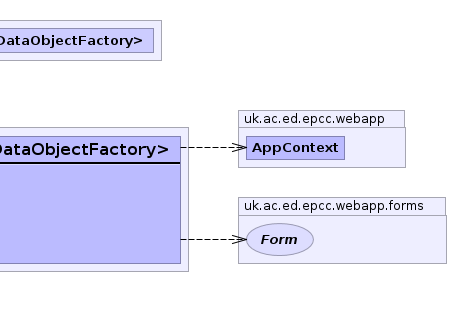 DataObjectFactory>
uk.ac.ed.epcc.webapp
DataObjectFactory>
AppContext
uk.ac.ed.epcc.webapp.forms
Form